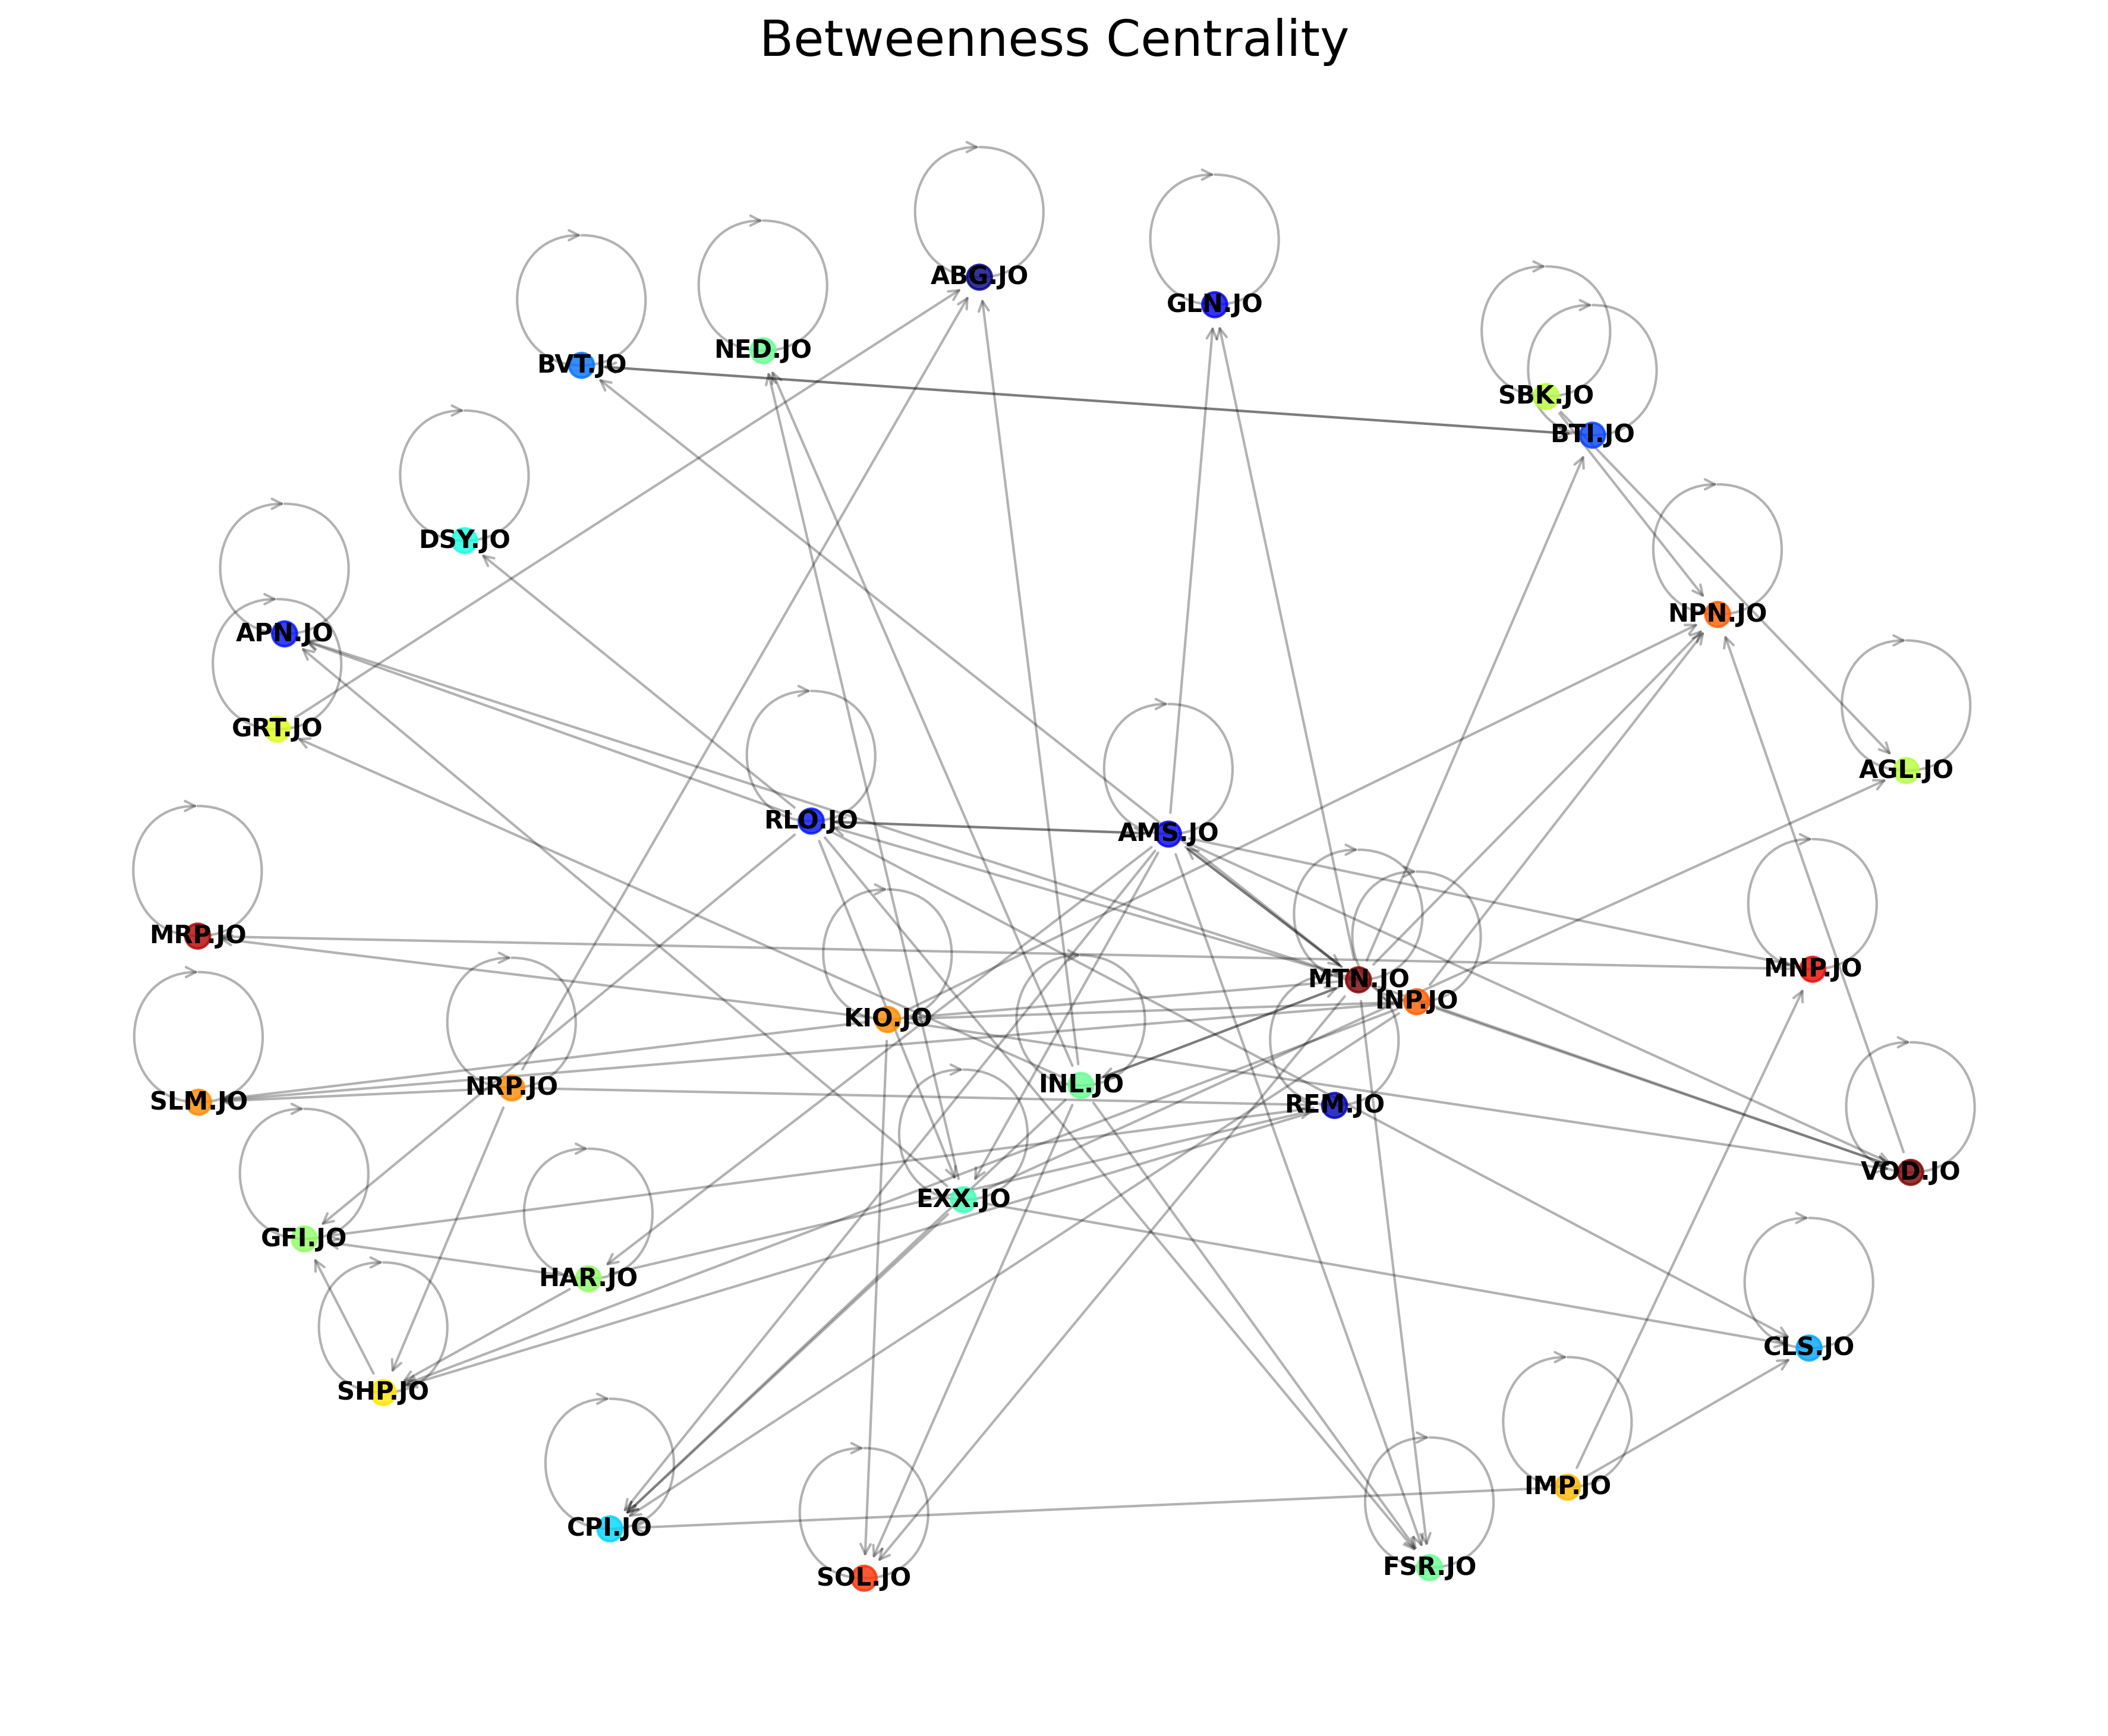 Betweenness Centrality
ABG.JO
GLN.JO
NED.JO
BVT.JO
SBK.JO
BTI.JO
DSY.JO
NPN.JO
APN.JO
GRT.JO
AGL.JO
RLO.JO
AMS.JO
MRP.JO
MNP.JO
MTN.JO
INP.JO
KIO.JO
INL.JO
NRP.JO
SLM.JO
REM.JO
VOD.JO
EXX.JO
GFI.JO
HAR.JO
CLS.JO
SHP.JO
IMP.JO
CPI.JO
FSR.JO
SOL.JO